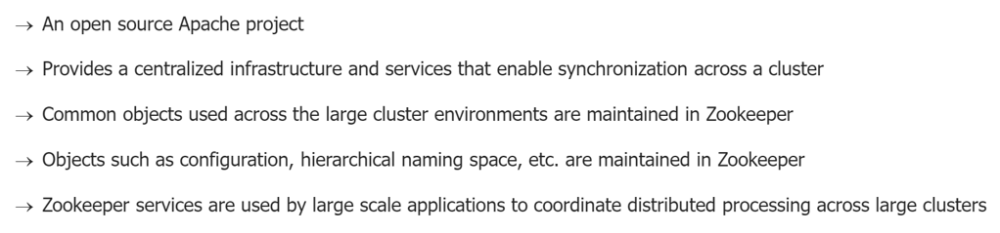 → An open source Apache project
→ Provides a centralized infrastructure and services that enable synchronization across a cluster
→ Common objects used across the large cluster environments are maintained in Zookeeper
→ Objects such as configuration, hierarchical naming space, etc. are maintained in Zookeeper
→ Zookeeper services are used by large scale applications to coordinate distributed processing across large clusters